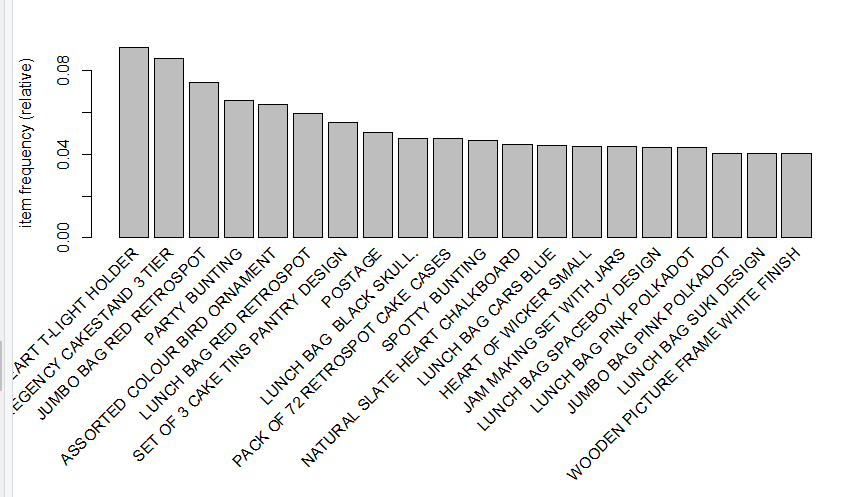 item frequency (relative)
0.08
0.04
0.00
EART T-LIGHT HOLDER
EGENCY CAKESTAND 3 TIER
JUMBO BAG RED RETROSPOT
PARTY BUNTING
ASSORTED COLOUR BIRD ORNAMENT
LUNCH BAG RED RETROSPOT
SET OF 3 CAKE TINS PANTRY DESIGN
POSTAGE
LUNCH BAG  BLACK SKULL.
PACK OF 72 RETROSPOT CAKE CASES
SPOTTY BUNTING
NATURAL SLATE HEART CHALKBOARD
LUNCH BAG CARS BLUE
HEART OF WICKER SMALL
JAM MAKING SET WITH JARS
LUNCH BAG SPACEBOY DESIGN
LUNCH BAG PINK POLKADOT
JUMBO BAG PINK POLKADOT
LUNCH BAG SUKI DESIGN
WOODEN PICTURE FRAME WHITE FINISH